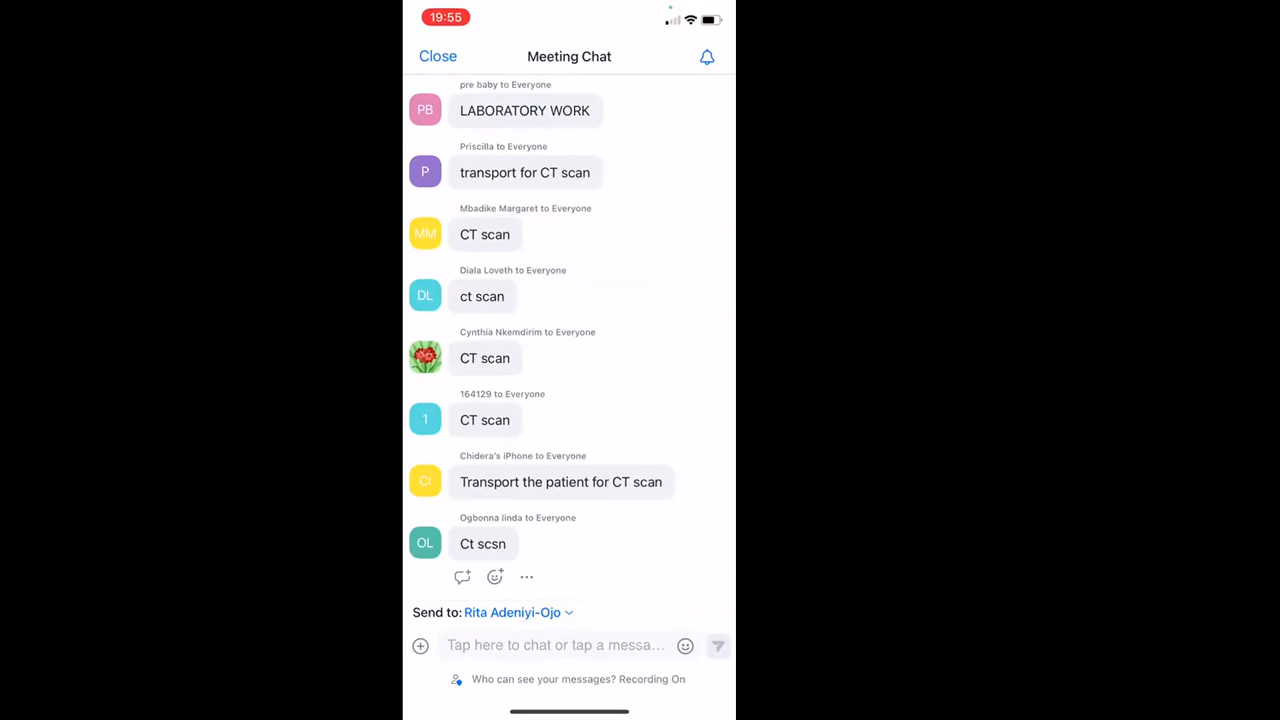 19:55
Close
Meeting Chat
pre baby to Everyone
PB
LABORATORY WORK
Priscilla to Everyone
P
transport for CT scan
Mbadike Margaret to Everyone
MM
CT scan
Diala Loveth to Everyone
DL
ct scan
Cynthia Nkemdirim to Everyone
CT scan
164129 to Everyone
1
CT scan
Chidera's iPhone to Everyone
CI
Transport the patient for CT scan
Ogbonna linda to Everyone
OL
Ct scsn
Send to: Rita Adeniyi-Ojo
Tap here to chat or tap a messa...
Who can see your messages? Recording On